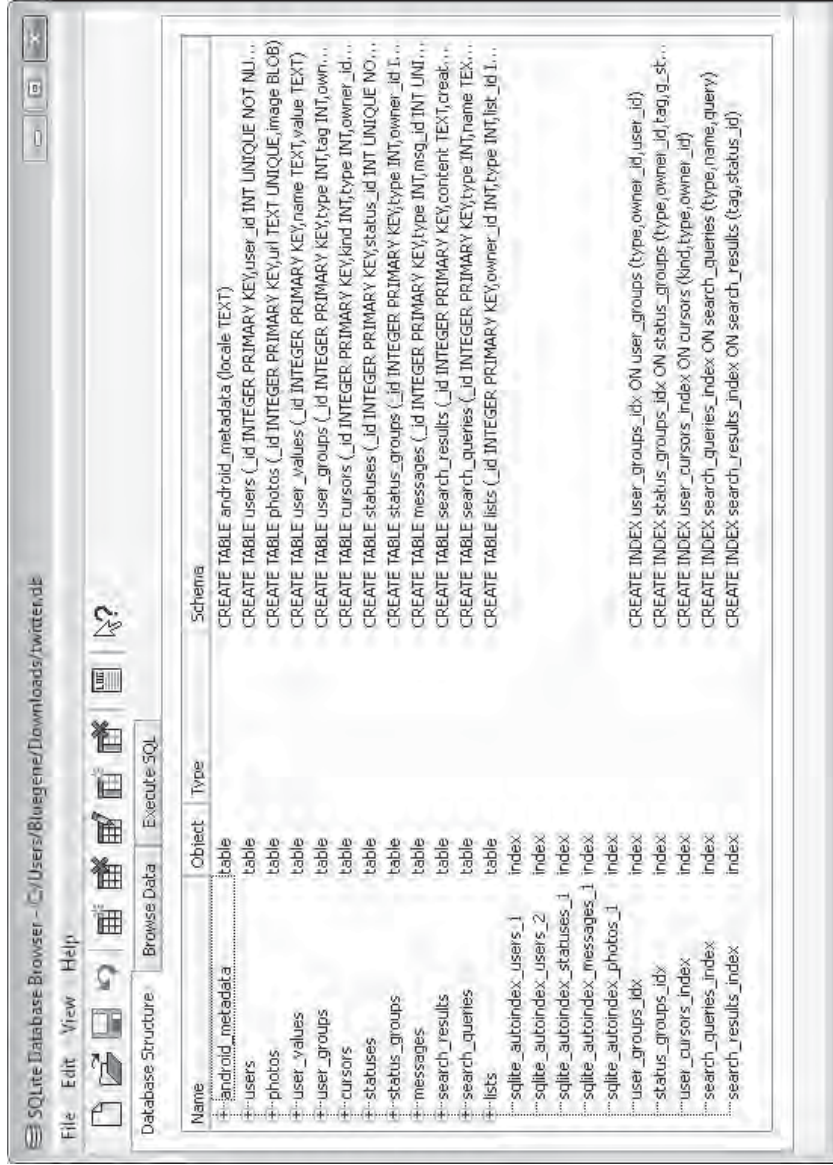 SQLite Database Browser - C:/Users/Bluegene/Downloads/twitter.db
File Edit View Help
LOG
Database Structure Browse Data Execute SQL
Name Object Type Schema
android_metadata table CREATE TABLE android_metadata (locale TEXT)
users table CREATE TABLE users (_id INTEGER PRIMARY KEY,user_id INT UNIQUE NOT NU...
photos table CREATE TABLE photos (_id INTEGER PRIMARY KEY,url TEXT UNIQUE,image BLOB)
user_values table CREATE TABLE user_values (_id INTEGER PRIMARY KEY,name TEXT,value TEXT)
user_groups table CREATE TABLE user_groups (_id INTEGER PRIMARY KEY,type INT,tag INT,own...
cursors table CREATE TABLE cursors (_id INTEGER PRIMARY KEY,kind INT,type INT,owner_id...
statuses table CREATE TABLE statuses (_id INTEGER PRIMARY KEY,status_id INT UNIQUE NO...
status_groups table CREATE TABLE status_groups (_id INTEGER PRIMARY KEY,type INT,owner_id I...
messages table CREATE TABLE messages (_id INTEGER PRIMARY KEY,type INT,msg_id INT UNI...
search_results table CREATE TABLE search_results (_id INTEGER PRIMARY KEY,content TEXT,creat...
search_queries table CREATE TABLE search_queries (_id INTEGER PRIMARY KEY,type INT,name TEX...
lists table CREATE TABLE lists (_id INTEGER PRIMARY KEY,owner_id INT,type INT,list_id I...
sqlite_autoindex_users_1 index
sqlite_autoindex_users_2 index
sqlite_autoindex_statuses_1 index
sqlite_autoindex_messages_1 index
sqlite_autoindex_photos_1 index
user_groups_idx index CREATE INDEX user_groups_idx ON user_groups (type,owner_id,user_id)
status_groups_idx index CREATE INDEX status_groups_idx ON status_groups (type,owner_id,tag,g_st...
user_cursors_index index CREATE INDEX user_cursors_index ON cursors (kind,type,owner_id)
search_queries_index index CREATE INDEX search_queries_index ON search_queries (type,name,query)
search_results_index index CREATE INDEX search_results_index ON search_results (tag,status_id)